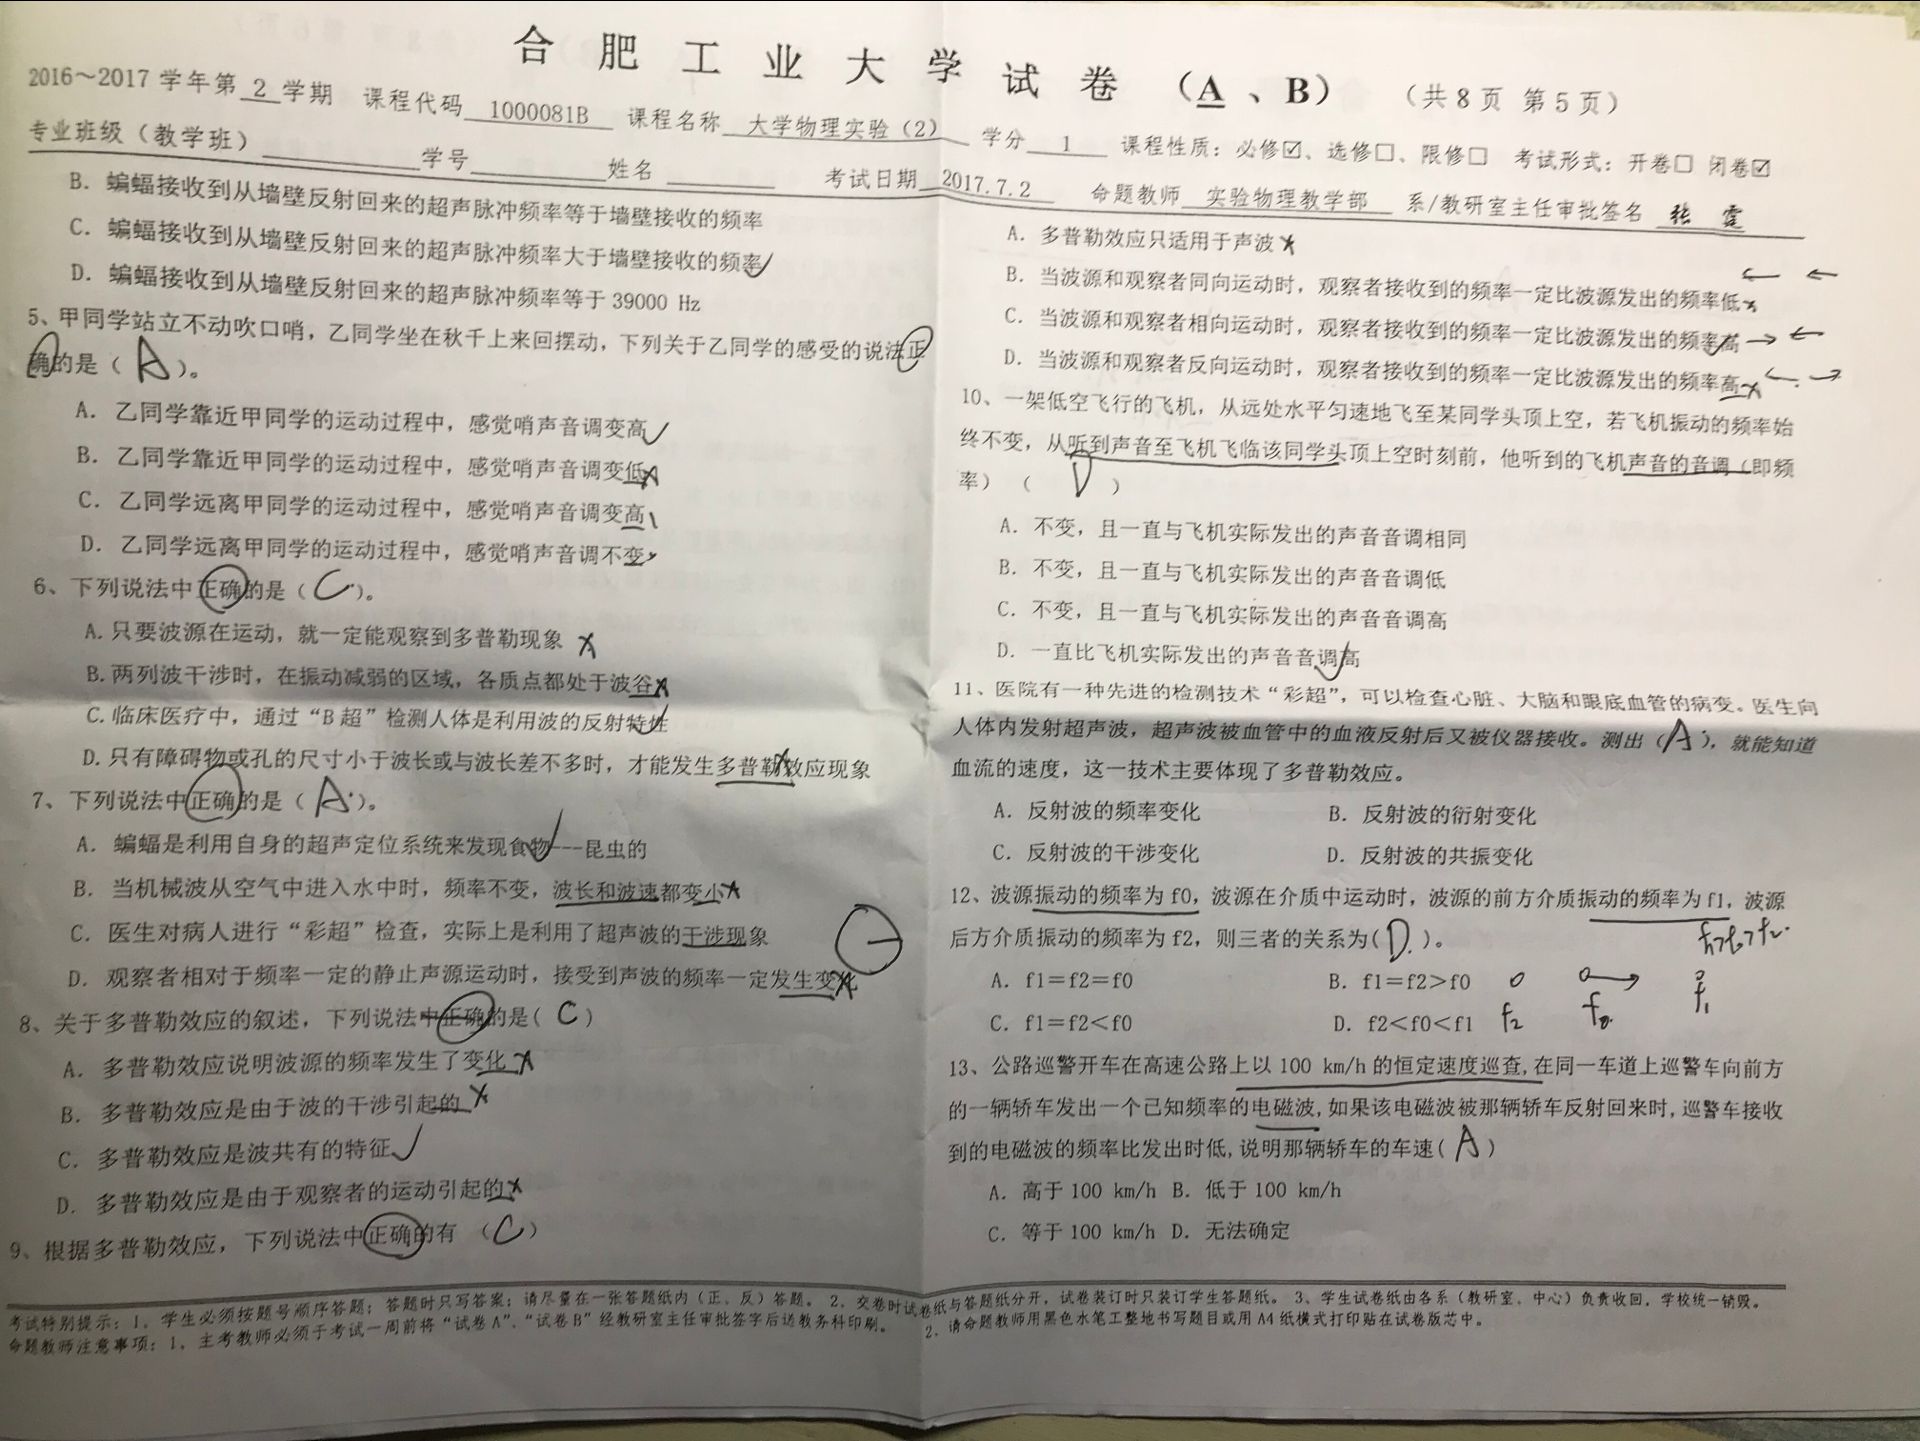 合肥工业大学试卷（A、B） （共8页 第5页）
2016～2017学年第 2 学期 课程代码 1000081B 课程名称 大学物理实验（2） 学分 1 课程性质：必修☑、选修□、限修□ 考试形式：开卷□ 闭卷☑
专业班级（教学班） 学号 姓名 考试日期 2017.7.2 命题教师 实验物理教学部 系/教研室主任审批签名 张霞
B. 蝙蝠接收到从墙壁反射回来的超声脉冲频率等于墙壁接收的频率
C. 蝙蝠接收到从墙壁反射回来的超声脉冲频率大于墙壁接收的频率✓
D. 蝙蝠接收到从墙壁反射回来的超声脉冲频率等于39000 Hz
5、甲同学站立不动吹口哨，乙同学坐在秋千上来回摆动，下列关于乙同学的感受的说法正
确的是（ A ）。
A. 乙同学靠近甲同学的运动过程中，感觉哨声音调变高✓
B. 乙同学靠近甲同学的运动过程中，感觉哨声音调变低×
C. 乙同学远离甲同学的运动过程中，感觉哨声音调变高
D. 乙同学远离甲同学的运动过程中，感觉哨声音调不变
6、下列说法中正确的是（ C ）。
A.只要波源在运动，就一定能观察到多普勒现象 ×
B.两列波干涉时，在振动减弱的区域，各质点都处于波谷×
C.临床医疗中，通过“B超”检测人体是利用波的反射特性✓
D.只有障碍物或孔的尺寸小于波长或与波长差不多时，才能发生多普勒效应现象×
7、下列说法中正确的是（ A ）。
A. 蝙蝠是利用自身的超声定位系统来发现食物---昆虫的✓
B. 当机械波从空气中进入水中时，频率不变，波长和波速都变小×
C. 医生对病人进行“彩超”检查，实际上是利用了超声波的干涉现象
D. 观察者相对于频率一定的静止声源运动时，接受到声波的频率一定发生变化×
8、关于多普勒效应的叙述，下列说法中正确的是( C )
A. 多普勒效应说明波源的频率发生了变化×
B. 多普勒效应是由于波的干涉引起的×
C. 多普勒效应是波共有的特征✓
D. 多普勒效应是由于观察者的运动引起的×
9、根据多普勒效应，下列说法中正确的有 （ C ）
A. 多普勒效应只适用于声波×
B. 当波源和观察者同向运动时，观察者接收到的频率一定比波源发出的频率低× ← ←
C. 当波源和观察者相向运动时，观察者接收到的频率一定比波源发出的频率高✓ → ←
D. 当波源和观察者反向运动时，观察者接收到的频率一定比波源发出的频率高× ← →
10、一架低空飞行的飞机，从远处水平匀速地飞至某同学头顶上空，若飞机振动的频率始
终不变，从听到声音至飞机飞临该同学头顶上空时刻前，他听到的飞机声音的音调（即频
率）（ D ）
A. 不变，且一直与飞机实际发出的声音音调相同
B. 不变，且一直与飞机实际发出的声音音调低
C. 不变，且一直与飞机实际发出的声音音调高
D. 一直比飞机实际发出的声音音调高✓
11、医院有一种先进的检测技术“彩超”，可以检查心脏、大脑和眼底血管的病变。医生向
人体内发射超声波，超声波被血管中的血液反射后又被仪器接收。测出（ A ），就能知道
血流的速度，这一技术主要体现了多普勒效应。
A. 反射波的频率变化 B. 反射波的衍射变化
C. 反射波的干涉变化 D. 反射波的共振变化
12、波源振动的频率为f0，波源在介质中运动时，波源的前方介质振动的频率为f1，波源
后方介质振动的频率为f2，则三者的关系为( D )。 f1>f0>f2.
A. f1＝f2＝f0 B. f1＝f2>f0
C. f1＝f2<f0 D. f2<f0<f1 f2 f0 f1
13、公路巡警开车在高速公路上以100 km/h的恒定速度巡查,在同一车道上巡警车向前方
的一辆轿车发出一个已知频率的电磁波,如果该电磁波被那辆轿车反射回来时,巡警车接收
到的电磁波的频率比发出时低,说明那辆轿车的车速( A )
A. 高于100 km/h B. 低于100 km/h
C. 等于100 km/h D. 无法确定
考试特别提示：1、学生必须按题号顺序答题；答题时只写答案；请尽量在一张答题纸内（正、反）答题。 2、交卷时试卷纸与答题纸分开，试卷装订时只装订学生答题纸。 3、学生试卷纸由各系（教研室、中心）负责收回，学校统一销毁。
命题教师注意事项：1、主考教师必须于考试一周前将“试卷A”、“试卷B”经教研室主任审批签字后送教务科印刷。 2、请命题教师用黑色水笔工整地书写题目或用A4纸横式打印贴在试卷版芯中。